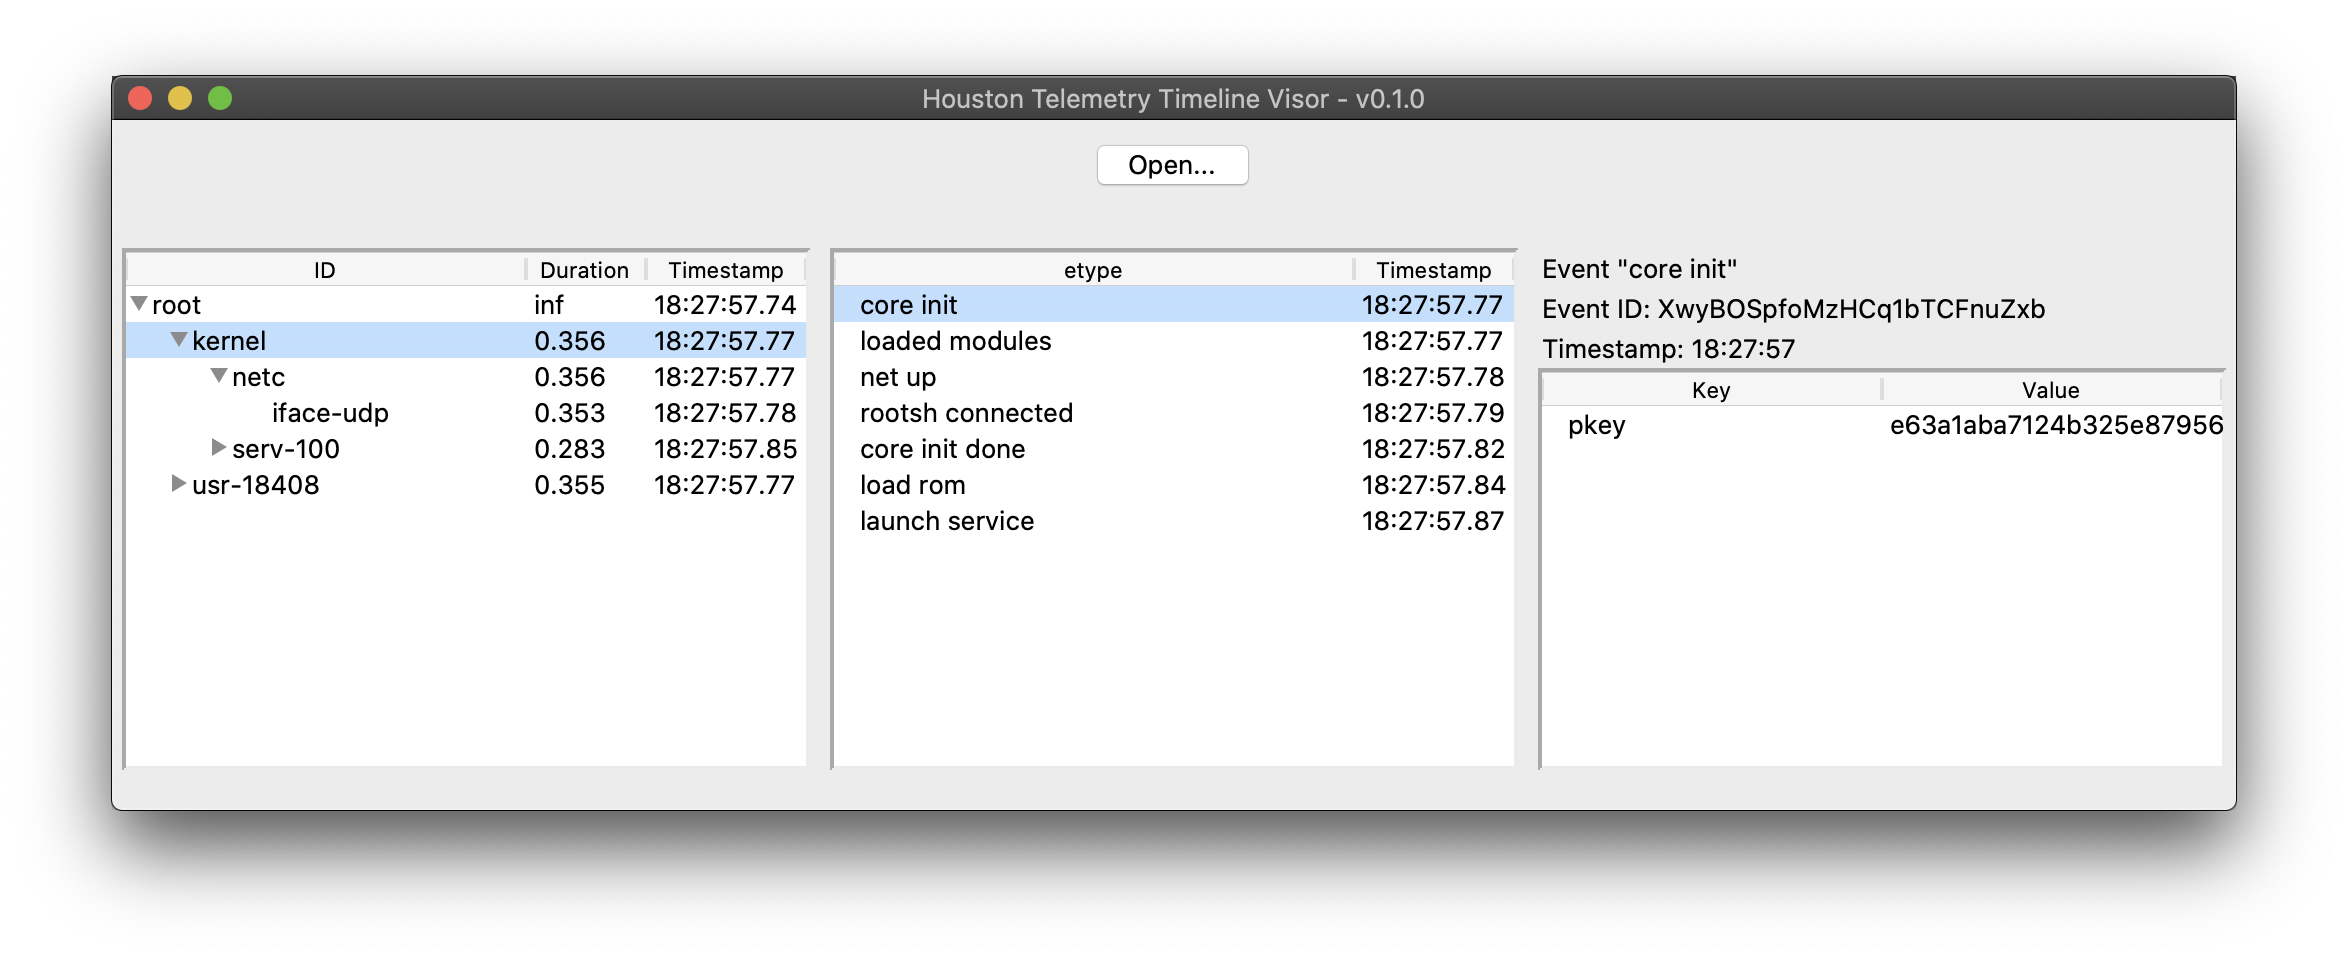 Houston Telemetry Timeline Visor - v0.1.0
Open...
ID Duration Timestamp
root inf 18:27:57.74
kernel 0.356 18:27:57.77
netc 0.356 18:27:57.77
iface-udp 0.353 18:27:57.78
serv-100 0.283 18:27:57.85
usr-18408 0.355 18:27:57.77
etype Timestamp
core init 18:27:57.77
loaded modules 18:27:57.77
net up 18:27:57.78
rootsh connected 18:27:57.79
core init done 18:27:57.82
load rom 18:27:57.84
launch service 18:27:57.87
Event "core init"
Event ID: XwyBOSpfoMzHCq1bTCFnuZxb
Timestamp: 18:27:57
Key Value
pkey e63a1aba7124b325e87956